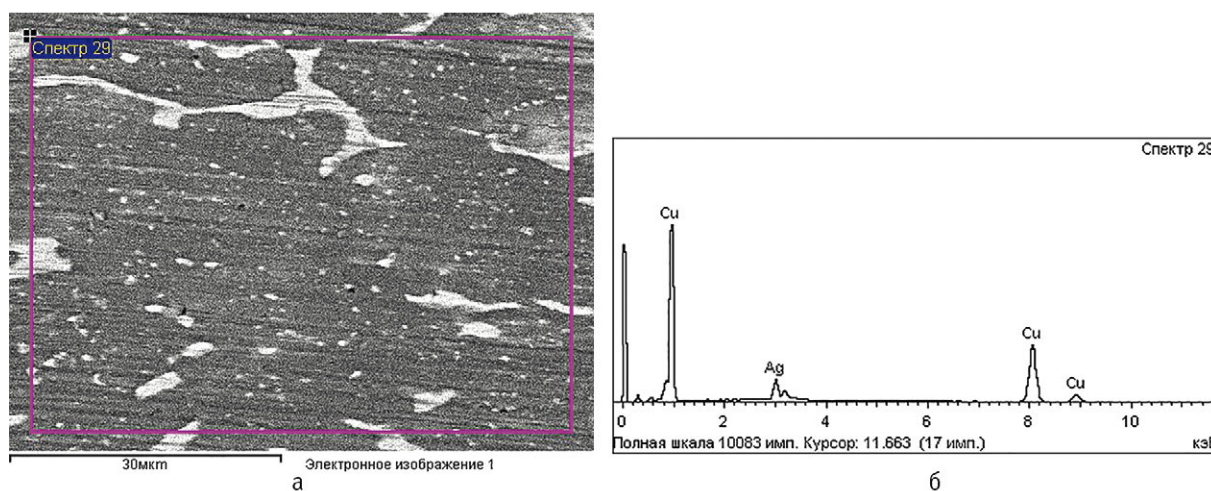 Спектр 29
30мкm
Электронное изображение 1
а
Спектр 29
Cu
Ag
Cu
Cu
0 2 4 6 8 10
Полная шкала 10083 имп. Курсор: 11.663 (17 имп.)
кэВ
б